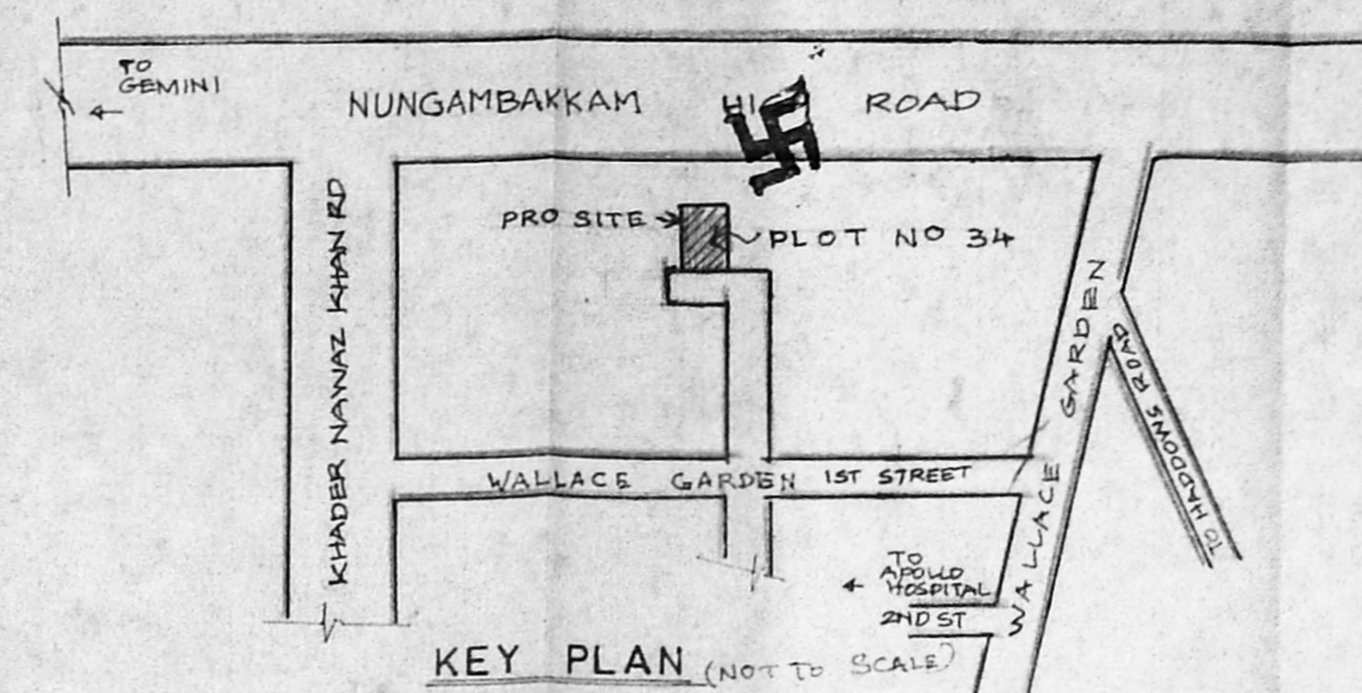 TO
GEMINI
NUNGAMBAKKAM ROAD
KHADER NAWAZ KHAN RD
PRO SITE
PLOT NO 34
WALLACE GARDEN 1ST STREET
WALLACE GARDEN
TO HADDOWS ROAD
TO
APOLLO
HOSPITAL
2ND ST
KEY PLAN (NOT TO SCALE)